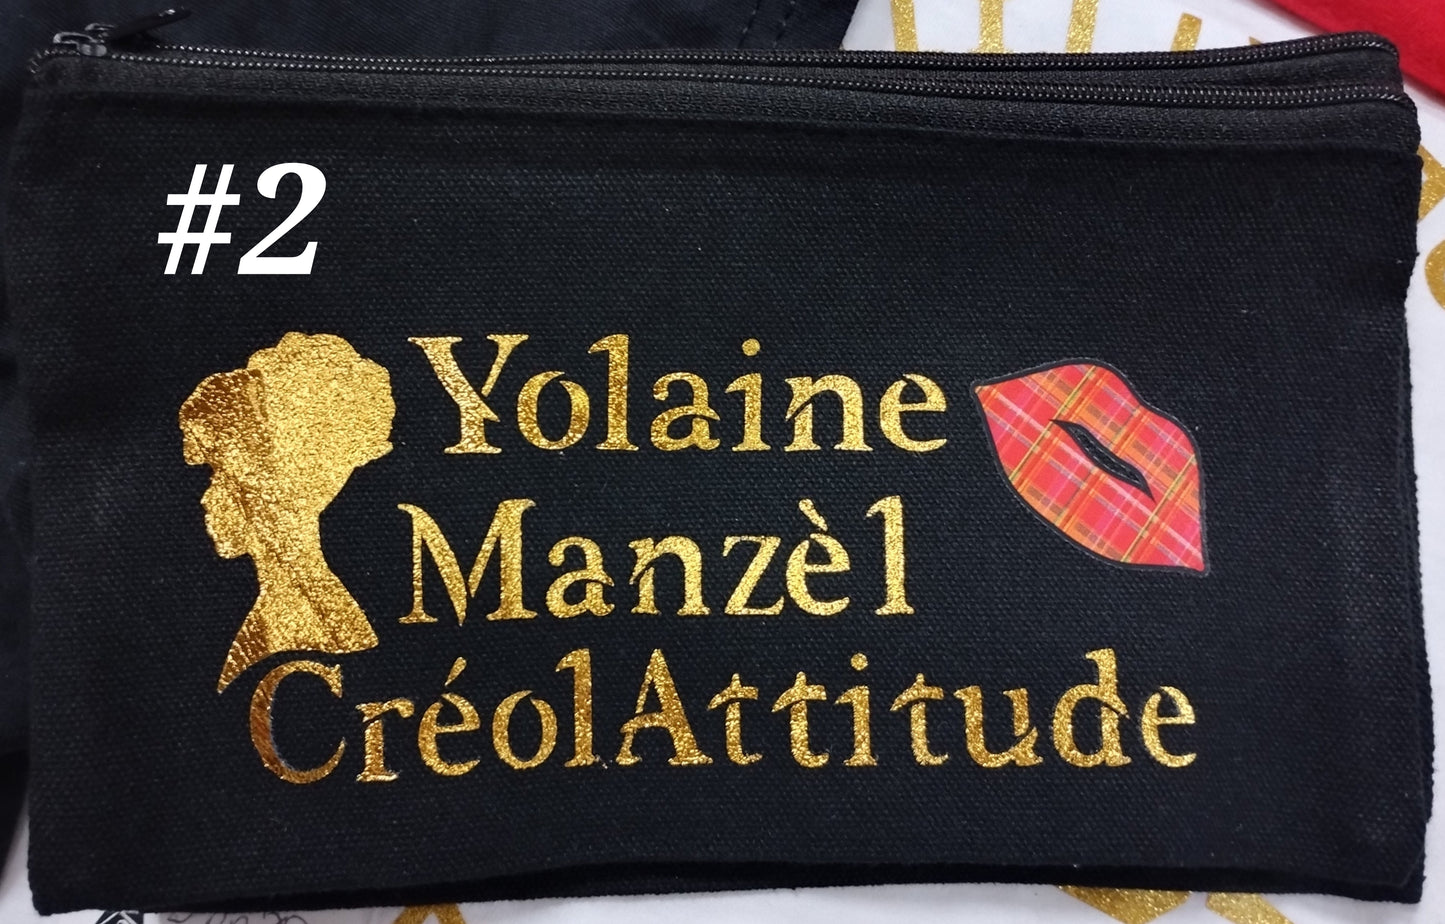 #2
Yolaine
Manzèl
CréolAttitude